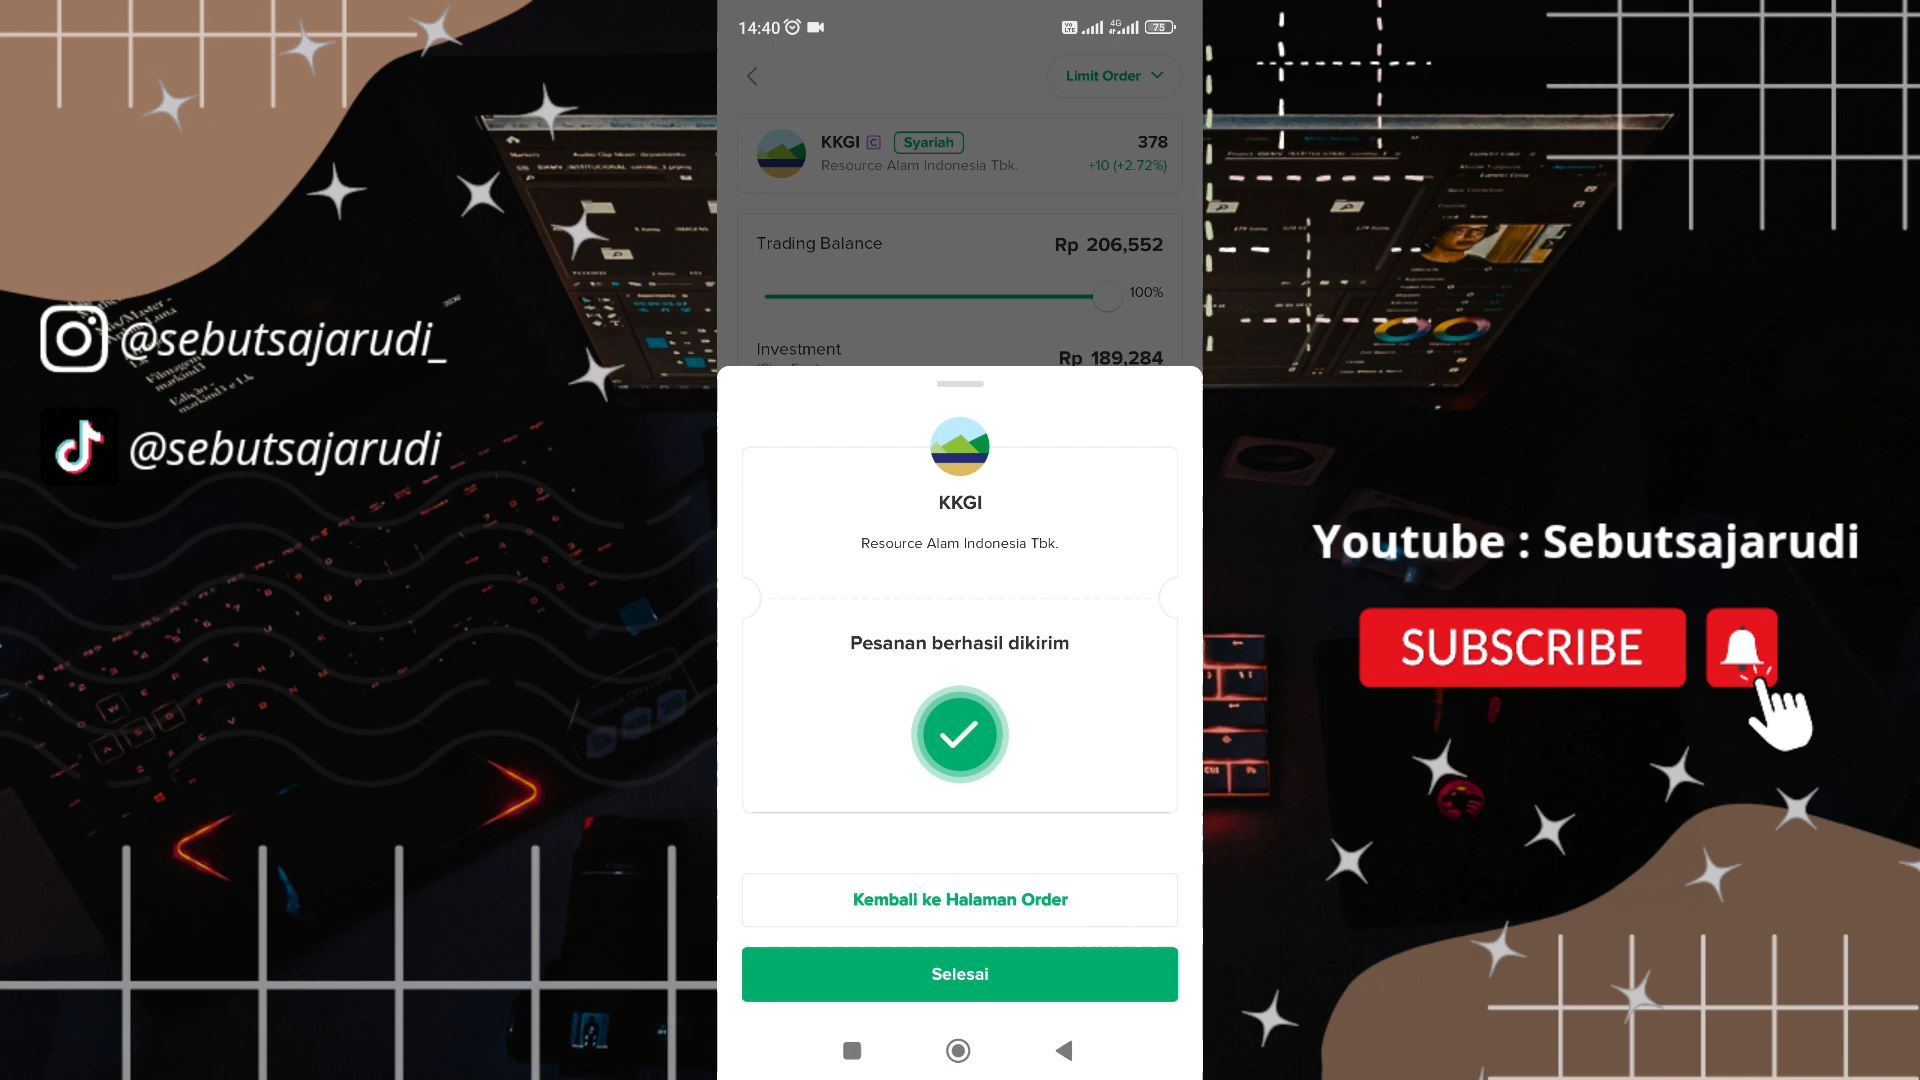 14:40
4G
75
Limit Order
KKGI
Syariah
378
Resource Alam Indonesia Tbk.
+10 (+2.72%)
Trading Balance
Rp 206,552
100%
Investment
Rp 189,284
KKGI
Resource Alam Indonesia Tbk.
Pesanan berhasil dikirim
Kembali ke Halaman Order
Selesai
@sebutsajarudi_
@sebutsajarudi
Youtube : Sebutsajarudi
SUBSCRIBE